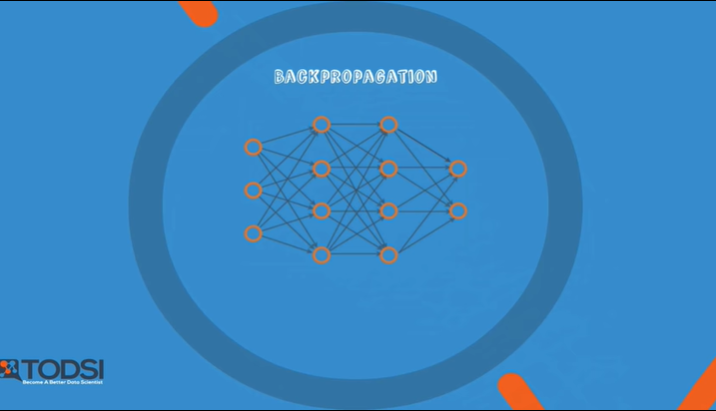 BACKPROPAGATION
TODSI
Become A Better Data Scientist